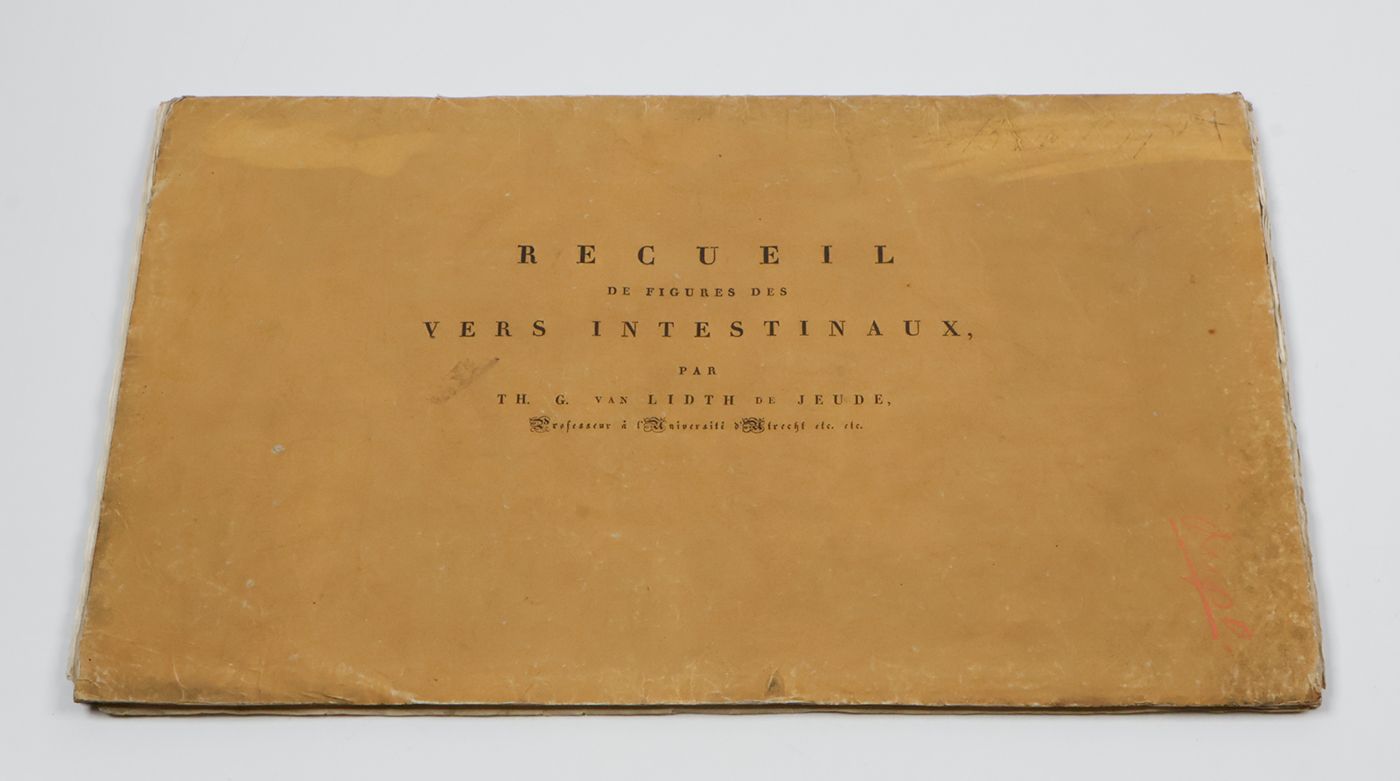 RECUEIL
DE FIGURES DES
VERS INTESTINAUX,
PAR
TH. G. VAN LIDTH DE JEUDE,
Professeur à l'Université d'Utrecht etc. etc.